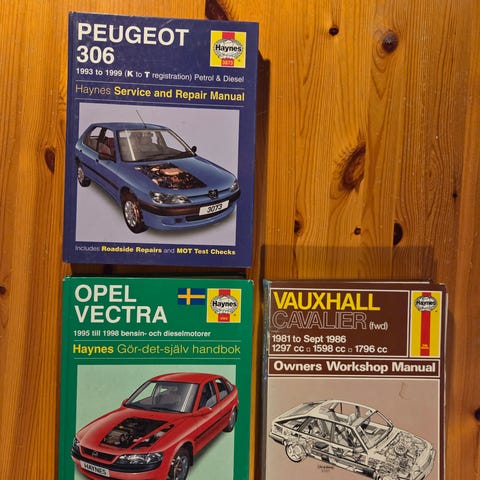 PEUGEOT
306
Haynes
3073
1993 to 1999 (K to T registration) Petrol & Diesel
Haynes Service and Repair Manual
3073
Includes Roadside Repairs and MOT Test Checks
OPEL
VECTRA
Haynes
1995 till 1998 bensin- och dieselmotorer
Haynes Gör-det-själv handbok
HAYNES
VAUXHALL
CAVALIER (fwd)
Haynes
1981 to Sept 1986
1297 cc □ 1598 cc □ 1796 cc
Owners Workshop Manual